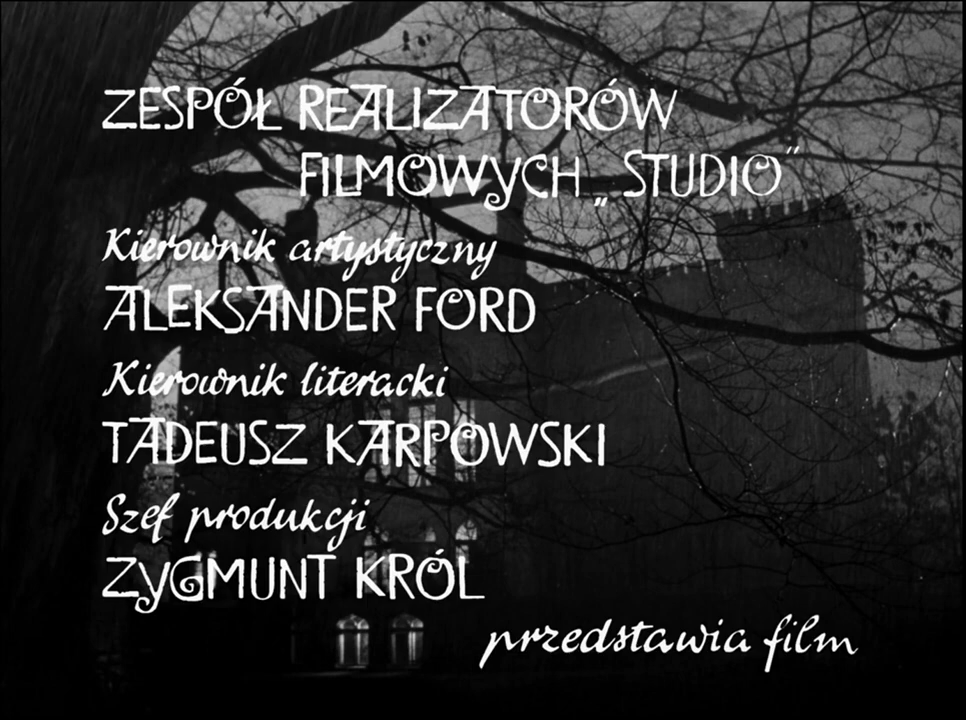 ZESPÓŁ REALIZATORÓW
FILMOWYCH „STUDIO”
Kierownik artystyczny
ALEKSANDER FORD
Kierownik literacki
TADEUSZ KARPOWSKI
Szef produkcji
ZYGMUNT KRÓL
przedstawia film